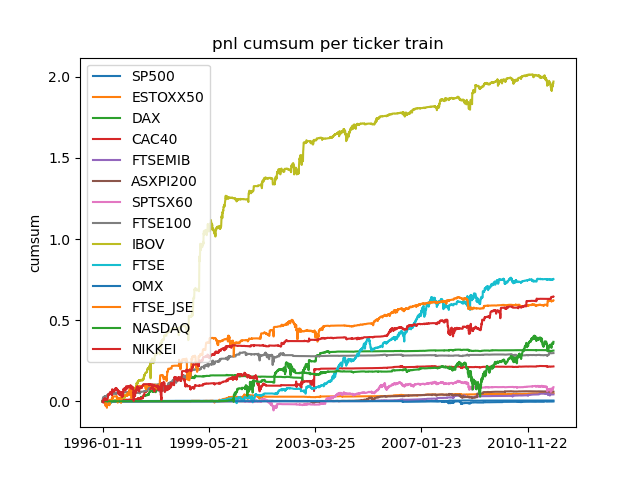 pnl cumsum per ticker train
cumsum
2.0
1.5
1.0
0.5
0.0
SP500
ESTOXX50
DAX
CAC40
FTSEMIB
ASXPI200
SPTSX60
FTSE100
IBOV
FTSE
OMX
FTSE_JSE
NASDAQ
NIKKEI
1996-01-11 1999-05-21 2003-03-25 2007-01-23 2010-11-22